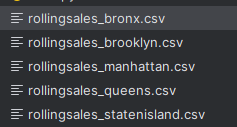 rollingsales_bronx.csv
rollingsales_brooklyn.csv
rollingsales_manhattan.csv
rollingsales_queens.csv
rollingsales_statenisland.csv